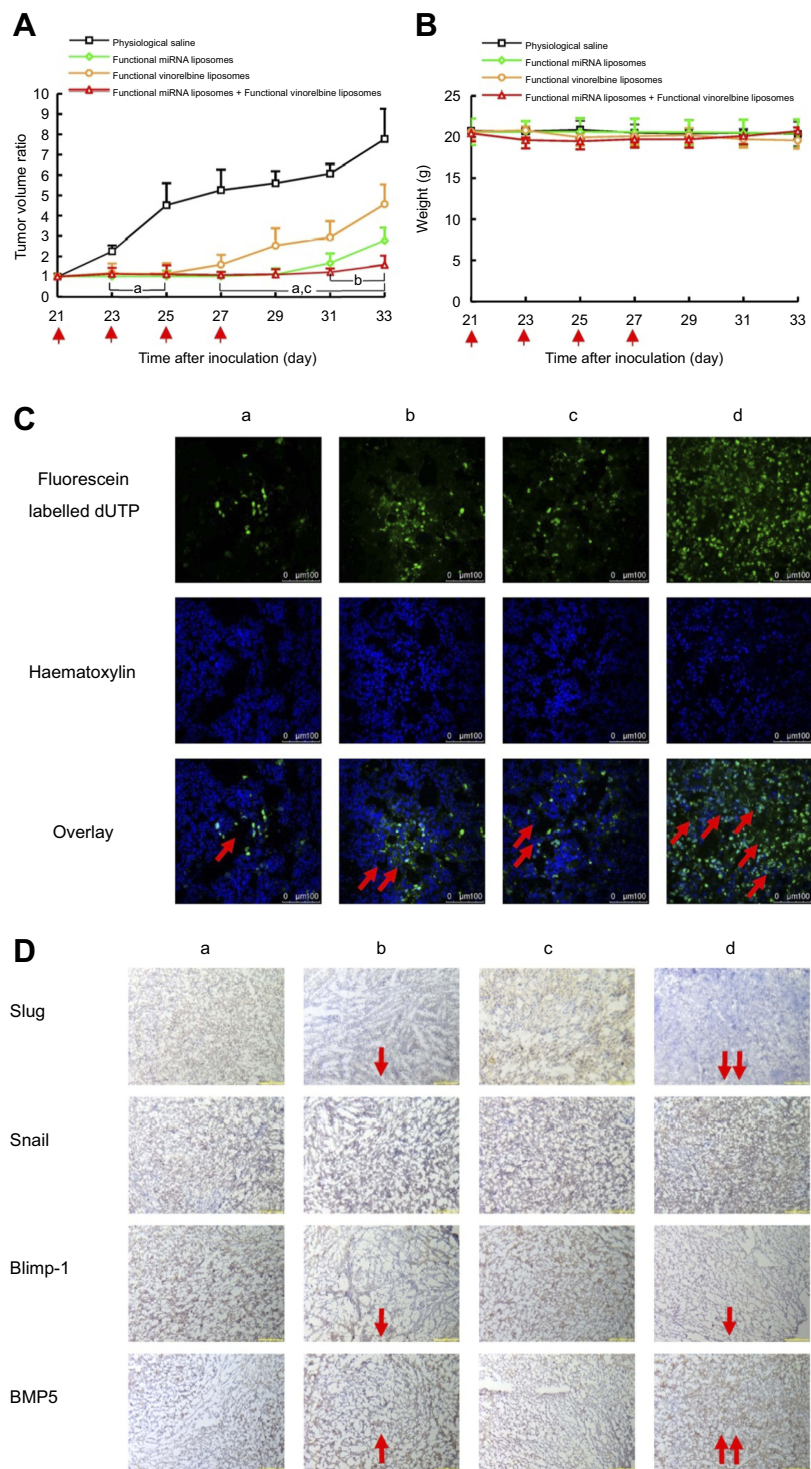 A
Physiological saline
Functional miRNA liposomes
Functional vinorelbine liposomes
Functional miRNA liposomes + Functional vinorelbine liposomes
10
9
8
7
6
5
4
3
2
1
0
Tumor volume ratio
a
a,c
b
21 23 25 27 29 31 33
Time after inoculation (day)
B
Physiological saline
Functional miRNA liposomes
Functional vinorelbine liposomes
Functional miRNA liposomes + Functional vinorelbine liposomes
25
20
15
10
5
0
Weight (g)
21 23 25 27 29 31 33
Time after inoculation (day)
C
a b c d
Fluorescein
labelled dUTP
0 µm100 0 µm100 0 µm100 0 µm100
Haematoxylin
0 µm100 0 µm100 0 µm100 0 µm100
Overlay
0 µm100 0 µm100 0 µm100 0 µm100
D
a b c d
Slug
Snail
Blimp-1
BMP5